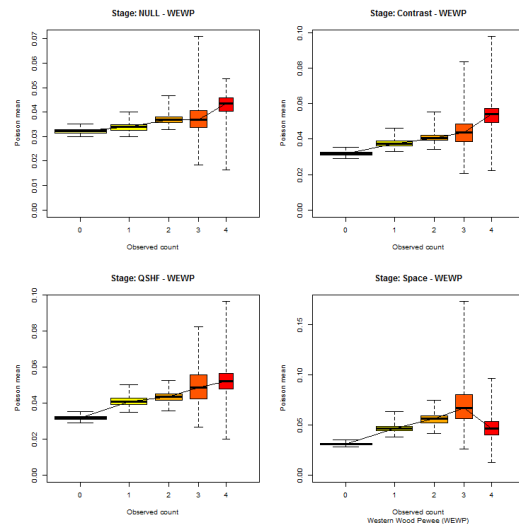 Stage: NULL - WEWP
Poisson mean
0.00 0.01 0.02 0.03 0.04 0.05 0.06 0.07
0 1 2 3 4
Observed count
Stage: Contrast - WEWP
Poisson mean
0.00 0.02 0.04 0.06 0.08 0.10
0 1 2 3 4
Observed count
Stage: QSHF - WEWP
Poisson mean
0.00 0.02 0.04 0.06 0.08 0.10
0 1 2 3 4
Observed count
Stage: Space - WEWP
Poisson mean
0.00 0.05 0.10 0.15
0 1 2 3 4
Observed count
Western Wood Pewee (WEWP)